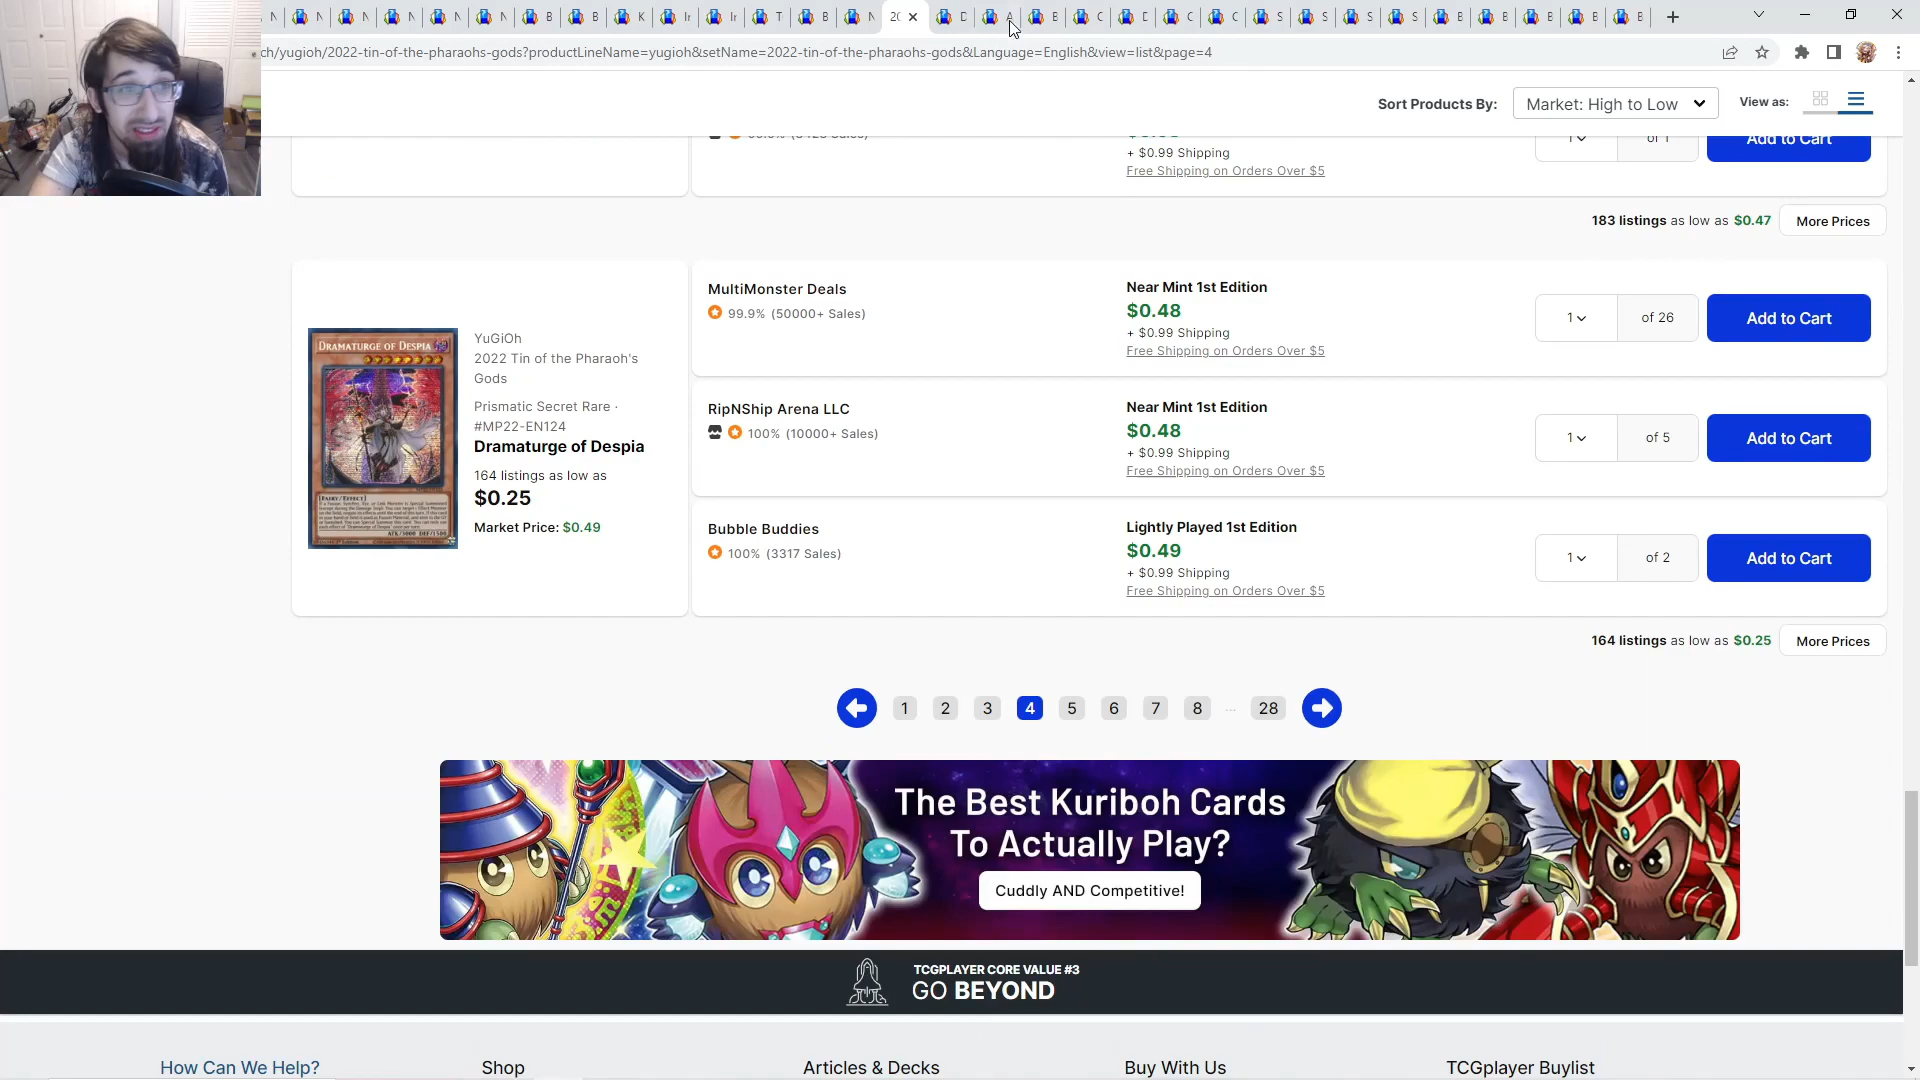 ch/yugioh/2022-tin-of-the-pharaohs-gods?productLineName=yugioh&setName=2022-tin-of-the-pharaohs-gods&Language=English&view=list&page=4
Sort Products By:
Market: High to Low
View as:
+ $0.99 Shipping
Free Shipping on Orders Over $5
1
of 1
Add to Cart
183 listings as low as $0.47
More Prices
DRAMATURGE OF DESPIA
[FAIRY/EFFECT]
YuGiOh
2022 Tin of the Pharaoh's
Gods
Prismatic Secret Rare ·
#MP22-EN124
Dramaturge of Despia
164 listings as low as
$0.25
Market Price: $0.49
MultiMonster Deals
99.9% (50000+ Sales)
Near Mint 1st Edition
$0.48
+ $0.99 Shipping
Free Shipping on Orders Over $5
1
of 26
Add to Cart
RipNShip Arena LLC
100% (10000+ Sales)
Near Mint 1st Edition
$0.48
+ $0.99 Shipping
Free Shipping on Orders Over $5
1
of 5
Add to Cart
Bubble Buddies
100% (3317 Sales)
Lightly Played 1st Edition
$0.49
+ $0.99 Shipping
Free Shipping on Orders Over $5
1
of 2
Add to Cart
164 listings as low as $0.25
More Prices
1 2 3 4 5 6 7 8 ... 28
The Best Kuriboh Cards
To Actually Play?
Cuddly AND Competitive!
TCGPLAYER CORE VALUE #3
GO BEYOND
How Can We Help?
Shop
Articles & Decks
Buy With Us
TCGplayer Buylist